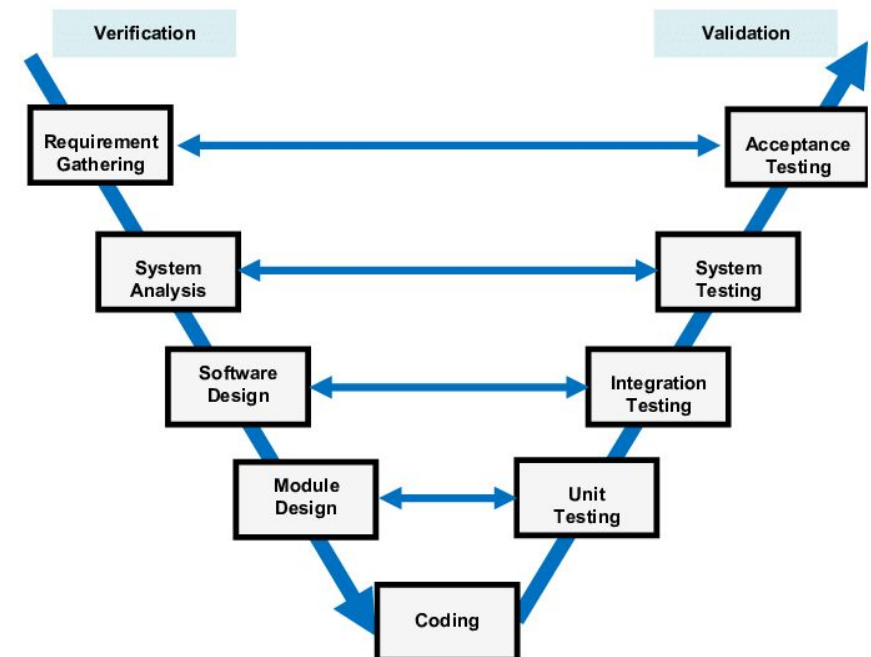 Verification
Validation
Requirement
Gathering
Acceptance
Testing
System
Analysis
System
Testing
Software
Design
Integration
Testing
Module
Design
Unit
Testing
Coding